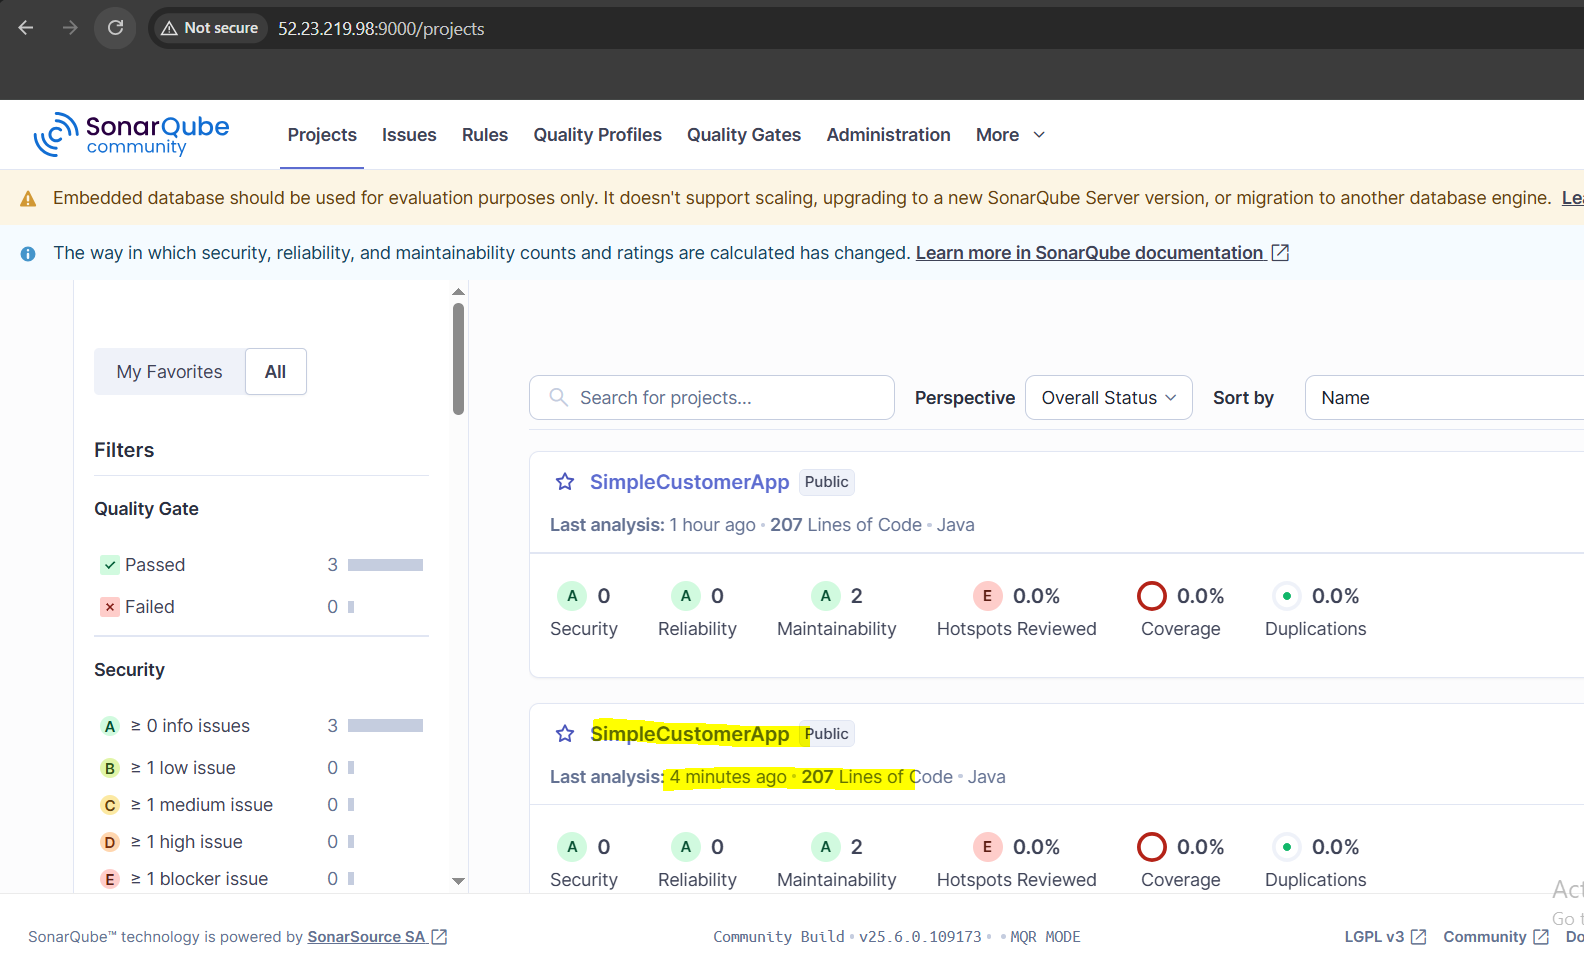 Not secure 52.23.219.98:9000/projects
SonarQube community Projects Issues Rules Quality Profiles Quality Gates Administration More
Embedded database should be used for evaluation purposes only. It doesn't support scaling, upgrading to a new SonarQube Server version, or migration to another database engine. Lea
The way in which security, reliability, and maintainability counts and ratings are calculated has changed. Learn more in SonarQube documentation
My Favorites All
Filters
Quality Gate
Passed 3
Failed 0
Security
A ≥ 0 info issues 3
B ≥ 1 low issue 0
C ≥ 1 medium issue 0
D ≥ 1 high issue 0
E ≥ 1 blocker issue 0
Search for projects... Perspective Overall Status Sort by Name
SimpleCustomerApp Public
Last analysis: 1 hour ago • 207 Lines of Code • Java
A 0 A 0 A 2 E 0.0% 0.0% 0.0%
Security Reliability Maintainability Hotspots Reviewed Coverage Duplications
SimpleCustomerApp Public
Last analysis: 4 minutes ago • 207 Lines of Code • Java
A 0 A 0 A 2 E 0.0% 0.0% 0.0%
Security Reliability Maintainability Hotspots Reviewed Coverage Duplications
Act
Go t
SonarQube™ technology is powered by SonarSource SA Community Build • v25.6.0.109173 • • MQR MODE LGPL v3 Community Do